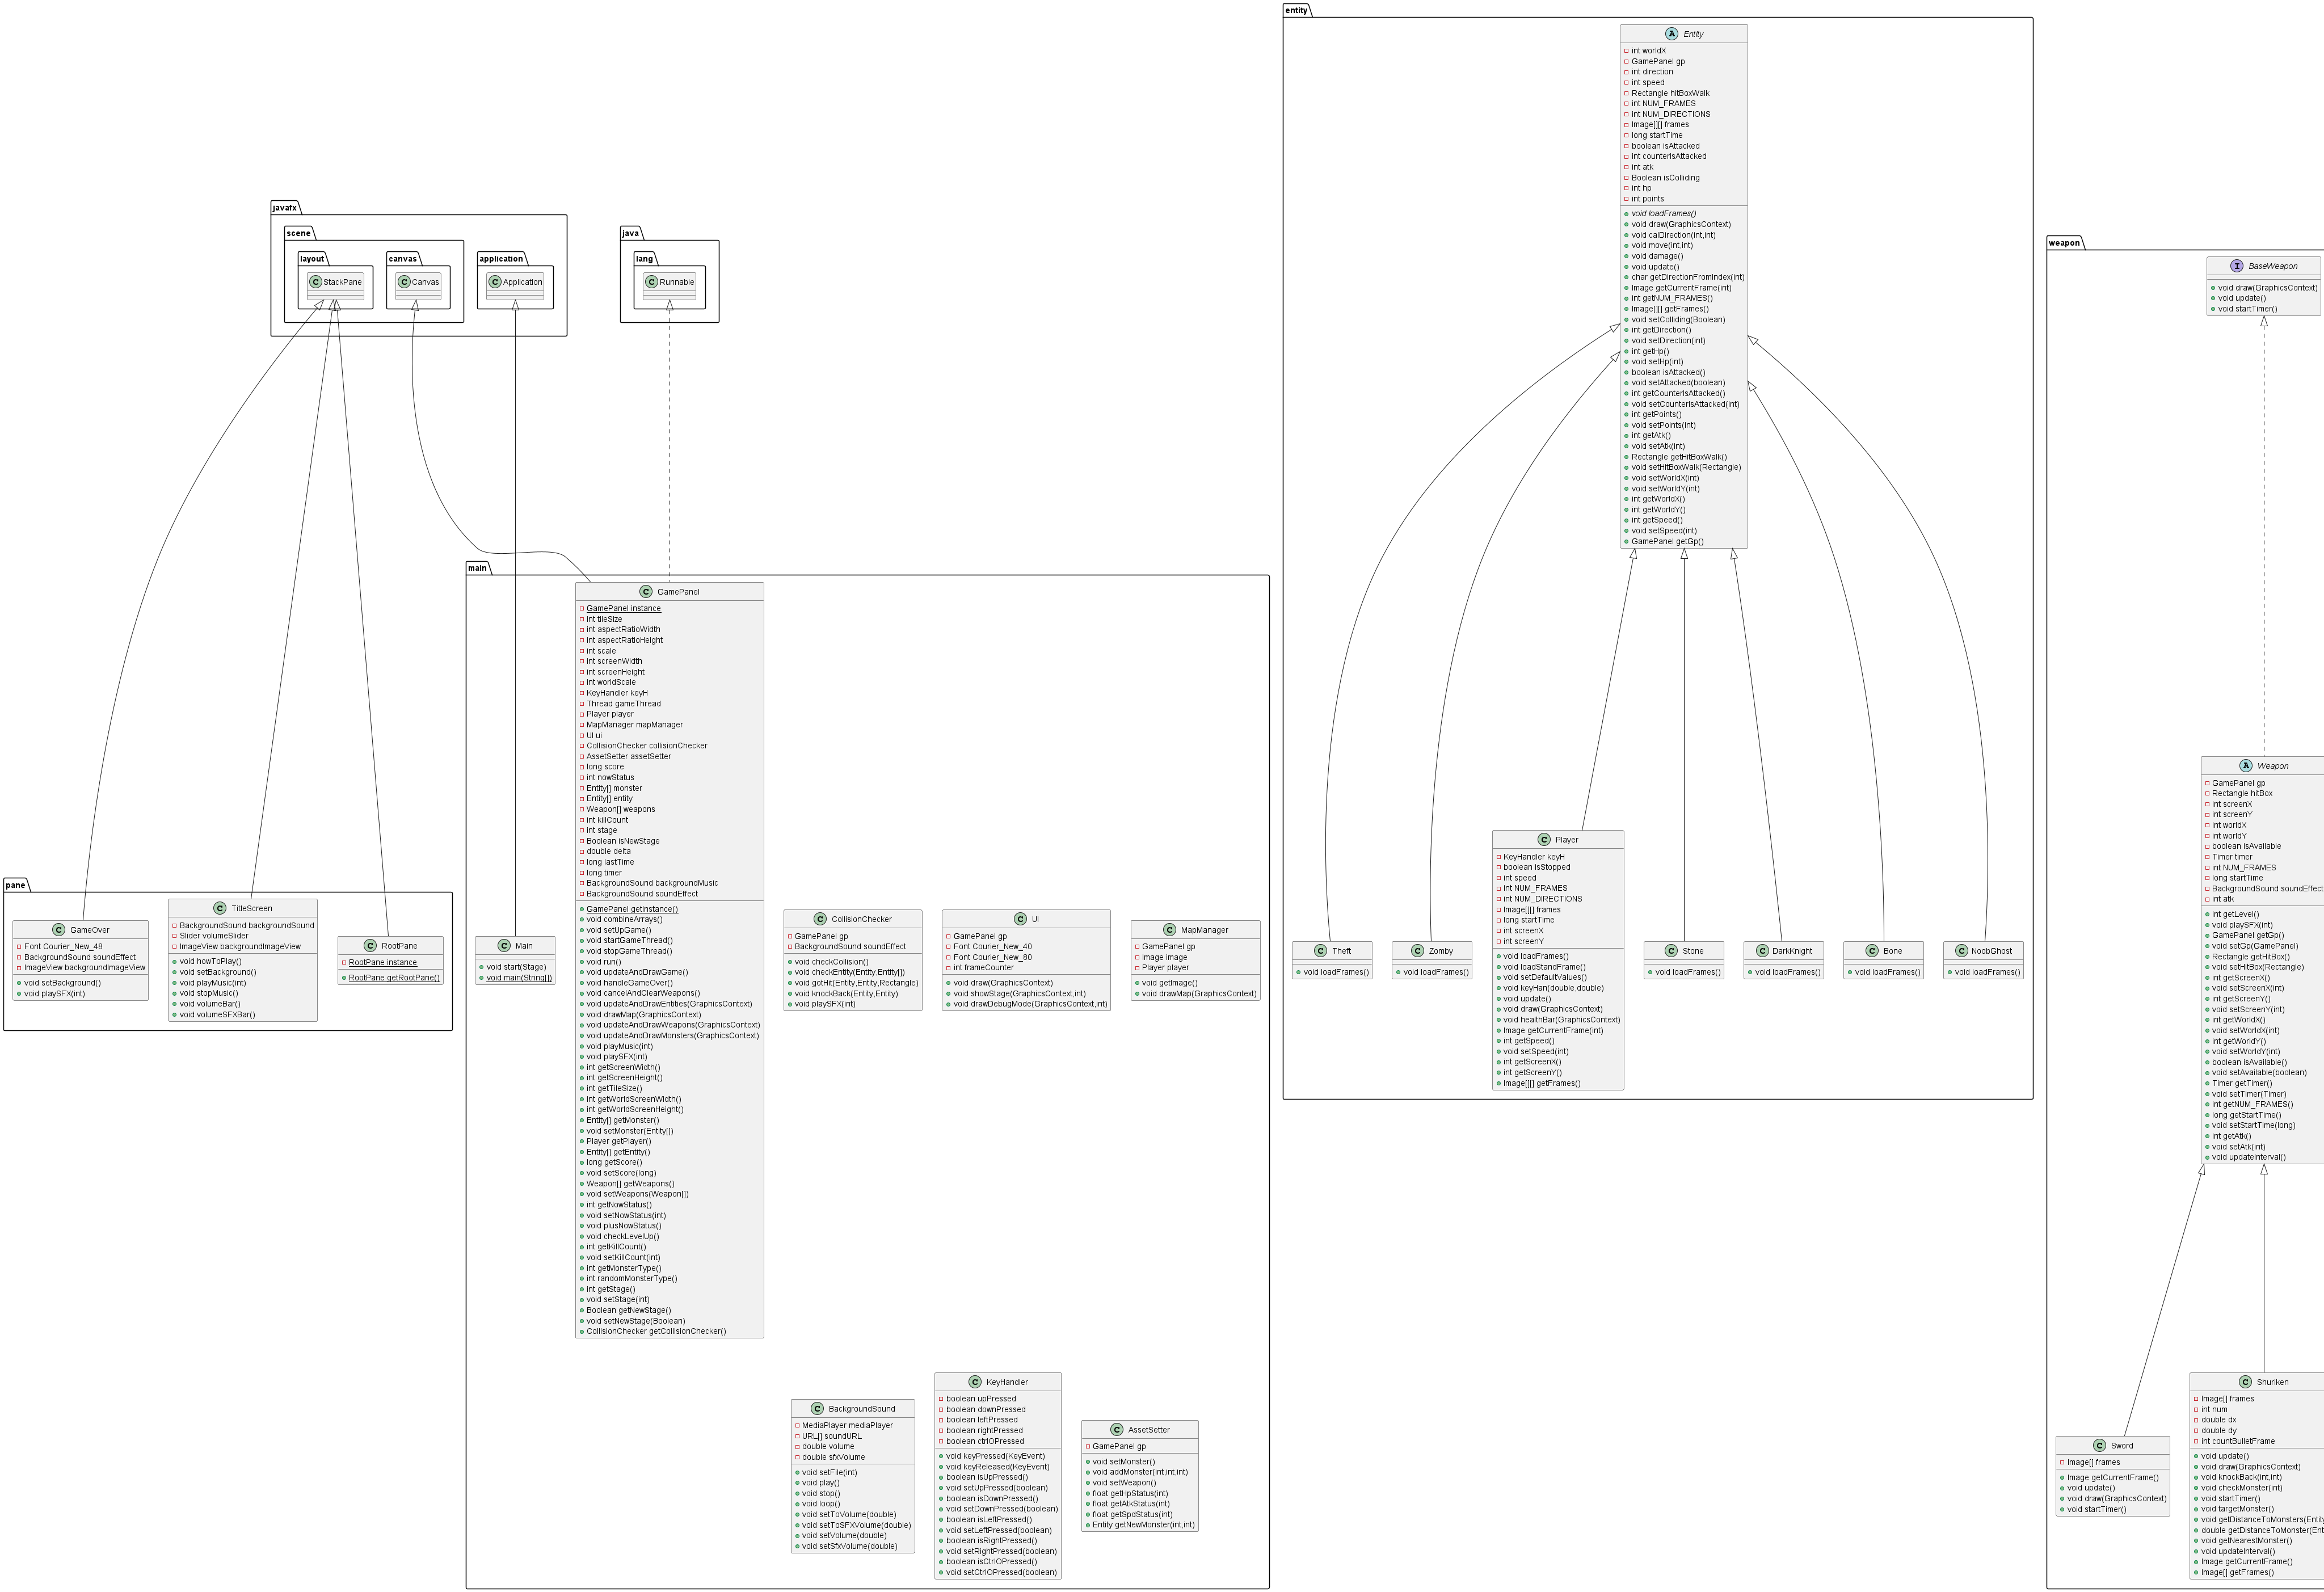 javafx
scene
layout
StackPane
canvas
Canvas
application
Application
java
lang
Runnable
pane
GameOver
Font Courier_New_48
BackgroundSound soundEffect
ImageView backgroundImageView
void setBackground()
void playSFX(int)
TitleScreen
BackgroundSound backgroundSound
Slider volumeSlider
ImageView backgroundImageView
void howToPlay()
void setBackground()
void playMusic(int)
void stopMusic()
void volumeBar()
void volumeSFXBar()
RootPane
RootPane instance
RootPane getRootPane()
main
Main
void start(Stage)
void main(String[])
GamePanel
GamePanel instance
int tileSize
int aspectRatioWidth
int aspectRatioHeight
int scale
int screenWidth
int screenHeight
int worldScale
KeyHandler keyH
Thread gameThread
Player player
MapManager mapManager
UI ui
CollisionChecker collisionChecker
AssetSetter assetSetter
long score
int nowStatus
Entity[] monster
Entity[] entity
Weapon[] weapons
int killCount
int stage
Boolean isNewStage
double delta
long lastTime
long timer
BackgroundSound backgroundMusic
BackgroundSound soundEffect
GamePanel getInstance()
void combineArrays()
void setUpGame()
void startGameThread()
void stopGameThread()
void run()
void updateAndDrawGame()
void handleGameOver()
void cancelAndClearWeapons()
void updateAndDrawEntities(GraphicsContext)
void drawMap(GraphicsContext)
void updateAndDrawWeapons(GraphicsContext)
void updateAndDrawMonsters(GraphicsContext)
void playMusic(int)
void playSFX(int)
int getScreenWidth()
int getScreenHeight()
int getTileSize()
int getWorldScreenWidth()
int getWorldScreenHeight()
Entity[] getMonster()
void setMonster(Entity[])
Player getPlayer()
Entity[] getEntity()
long getScore()
void setScore(long)
Weapon[] getWeapons()
void setWeapons(Weapon[])
int getNowStatus()
void setNowStatus(int)
void plusNowStatus()
void checkLevelUp()
int getKillCount()
void setKillCount(int)
int getMonsterType()
int randomMonsterType()
int getStage()
void setStage(int)
Boolean getNewStage()
void setNewStage(Boolean)
CollisionChecker getCollisionChecker()
CollisionChecker
GamePanel gp
BackgroundSound soundEffect
void checkCollision()
void checkEntity(Entity,Entity[])
void gotHit(Entity,Entity,Rectangle)
void knockBack(Entity,Entity)
void playSFX(int)
UI
GamePanel gp
Font Courier_New_40
Font Courier_New_80
int frameCounter
void draw(GraphicsContext)
void showStage(GraphicsContext,int)
void drawDebugMode(GraphicsContext,int)
MapManager
GamePanel gp
Image image
Player player
void getImage()
void drawMap(GraphicsContext)
BackgroundSound
MediaPlayer mediaPlayer
URL[] soundURL
double volume
double sfxVolume
void setFile(int)
void play()
void stop()
void loop()
void setToVolume(double)
void setToSFXVolume(double)
void setVolume(double)
void setSfxVolume(double)
KeyHandler
boolean upPressed
boolean downPressed
boolean leftPressed
boolean rightPressed
boolean ctrlOPressed
void keyPressed(KeyEvent)
void keyReleased(KeyEvent)
boolean isUpPressed()
void setUpPressed(boolean)
boolean isDownPressed()
void setDownPressed(boolean)
boolean isLeftPressed()
void setLeftPressed(boolean)
boolean isRightPressed()
void setRightPressed(boolean)
boolean isCtrlOPressed()
void setCtrlOPressed(boolean)
AssetSetter
GamePanel gp
void setMonster()
void addMonster(int,int,int)
void setWeapon()
float getHpStatus(int)
float getAtkStatus(int)
float getSpdStatus(int)
Entity getNewMonster(int,int)
entity
Entity
int worldX
GamePanel gp
int direction
int speed
Rectangle hitBoxWalk
int NUM_FRAMES
int NUM_DIRECTIONS
Image[][] frames
long startTime
boolean isAttacked
int counterIsAttacked
int atk
Boolean isColliding
int hp
int points
void loadFrames()
void draw(GraphicsContext)
void calDirection(int,int)
void move(int,int)
void damage()
void update()
char getDirectionFromIndex(int)
Image getCurrentFrame(int)
int getNUM_FRAMES()
Image[][] getFrames()
void setColliding(Boolean)
int getDirection()
void setDirection(int)
int getHp()
void setHp(int)
boolean isAttacked()
void setAttacked(boolean)
int getCounterIsAttacked()
void setCounterIsAttacked(int)
int getPoints()
void setPoints(int)
int getAtk()
void setAtk(int)
Rectangle getHitBoxWalk()
void setHitBoxWalk(Rectangle)
void setWorldX(int)
void setWorldY(int)
int getWorldX()
int getWorldY()
int getSpeed()
void setSpeed(int)
GamePanel getGp()
Theft
void loadFrames()
Zomby
void loadFrames()
Player
KeyHandler keyH
boolean isStopped
int speed
int NUM_FRAMES
int NUM_DIRECTIONS
Image[][] frames
long startTime
int screenX
int screenY
void loadFrames()
void loadStandFrame()
void setDefaultValues()
void keyHan(double,double)
void update()
void draw(GraphicsContext)
void healthBar(GraphicsContext)
Image getCurrentFrame(int)
int getSpeed()
void setSpeed(int)
int getScreenX()
int getScreenY()
Image[][] getFrames()
Stone
void loadFrames()
DarkKnight
void loadFrames()
Bone
void loadFrames()
NoobGhost
void loadFrames()
weapon
BaseWeapon
void draw(GraphicsContext)
void update()
void startTimer()
Weapon
GamePanel gp
Rectangle hitBox
int screenX
int screenY
int worldX
int worldY
boolean isAvailable
Timer timer
int NUM_FRAMES
long startTime
BackgroundSound soundEffect
int atk
int getLevel()
void playSFX(int)
GamePanel getGp()
void setGp(GamePanel)
Rectangle getHitBox()
void setHitBox(Rectangle)
int getScreenX()
void setScreenX(int)
int getScreenY()
void setScreenY(int)
int getWorldX()
void setWorldX(int)
int getWorldY()
void setWorldY(int)
boolean isAvailable()
void setAvailable(boolean)
Timer getTimer()
void setTimer(Timer)
int getNUM_FRAMES()
long getStartTime()
void setStartTime(long)
int getAtk()
void setAtk(int)
void updateInterval()
Sword
Image[] frames
Image getCurrentFrame()
void update()
void draw(GraphicsContext)
void startTimer()
Shuriken
Image[] frames
int num
double dx
double dy
int countBulletFrame
void update()
void draw(GraphicsContext)
void knockBack(int,int)
void checkMonster(int)
void startTimer()
void targetMonster()
void getDistanceToMonsters(Entity
double getDistanceToMonster(Ent
void getNearestMonster()
void updateInterval()
Image getCurrentFrame()
Image[] getFrames()